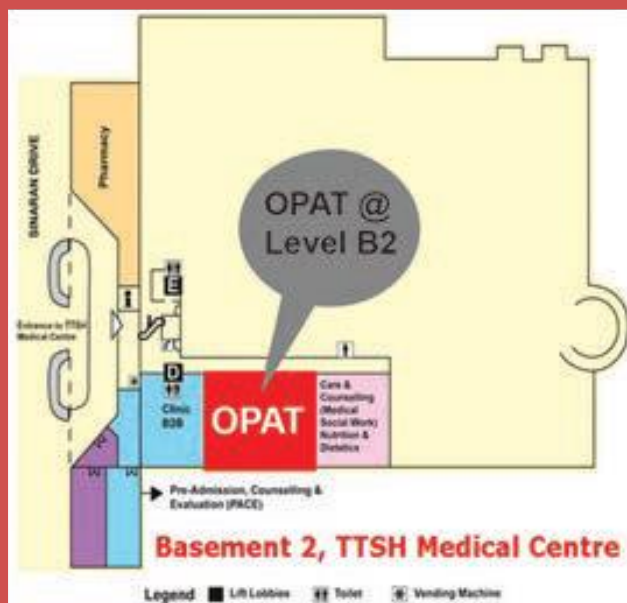 SINARAN DRIVE
Pharmacy
OPAT @
Level B2
E
Entrance to TTSH
Medical Centre
D
Clinic
B2B
OPAT
Care &
Counselling
(Medical
Social Work)
Nutrition &
Dietetics
Pre-Admission, Counselling &
Evaluation (PACE)
Basement 2, TTSH Medical Centre
Legend Lift Lobbies Toilet Vending Machine